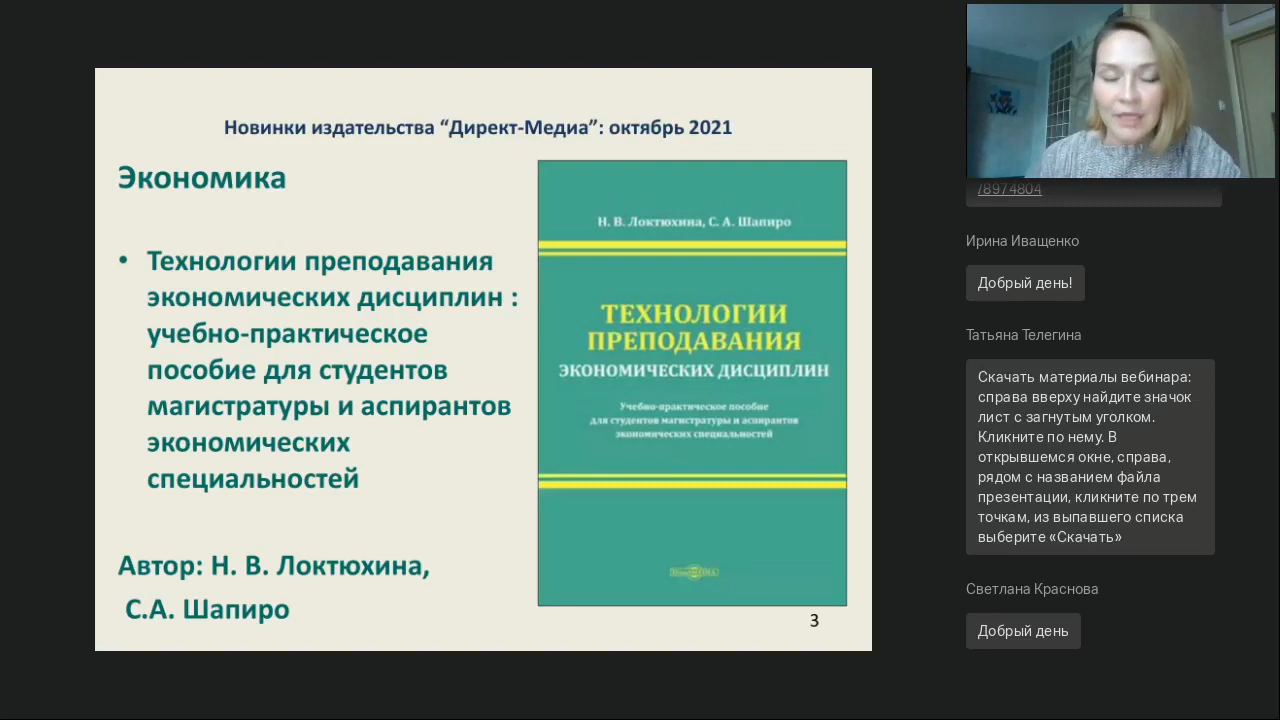 Новинки издательства “Директ-Медиа”: октябрь 2021
Экономика
• Технологии преподавания
экономических дисциплин :
учебно-практическое
пособие для студентов
магистратуры и аспирантов
экономических
специальностей
Автор: Н. В. Локтюхина,
С.А. Шапиро
Н. В. Локтюхина, С. А. Шапиро
ТЕХНОЛОГИИ
ПРЕПОДАВАНИЯ
ЭКОНОМИЧЕСКИХ ДИСЦИПЛИН
Учебно-практическое пособие
для студентов магистратуры и аспирантов
экономических специальностей
3
/8974804
Ирина Иващенко
Добрый день!
Татьяна Телегина
Скачать материалы вебинара:
справа вверху найдите значок
лист с загнутым уголком.
Кликните по нему. В
открывшемся окне, справа,
рядом с названием файла
презентации, кликните по трем
точкам, из выпавшего списка
выберите «Скачать»
Светлана Краснова
Добрый день